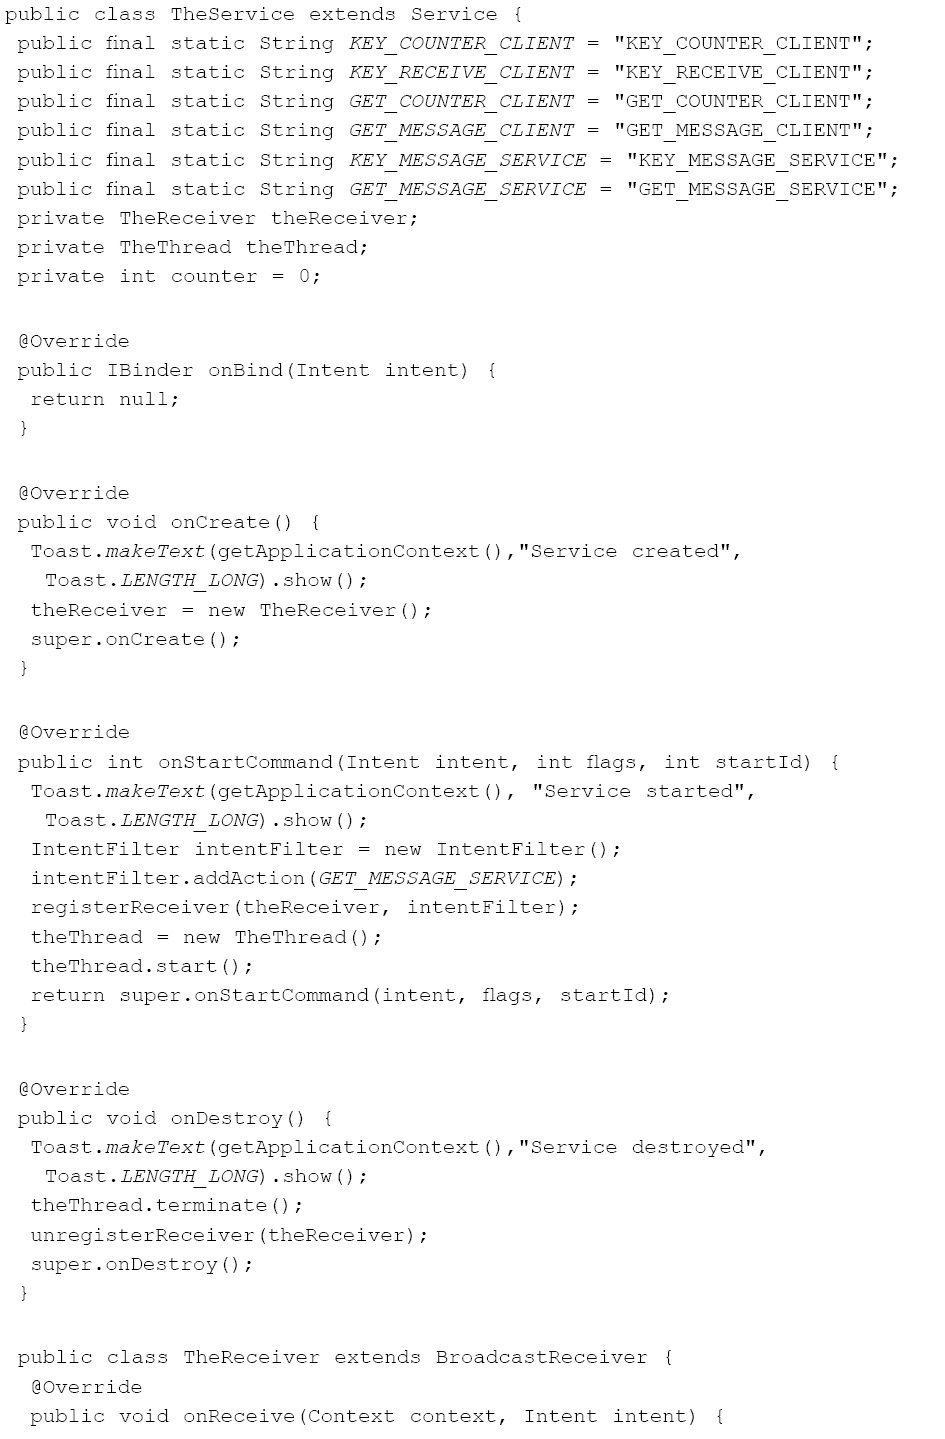 public class TheService extends Service {
public final static String KEY_COUNTER_CLIENT = "KEY_COUNTER_CLIENT";
public final static String KEY_RECEIVE_CLIENT = "KEY_RECEIVE_CLIENT";
public final static String GET_COUNTER_CLIENT = "GET_COUNTER_CLIENT";
public final static String GET_MESSAGE_CLIENT = "GET_MESSAGE_CLIENT";
public final static String KEY_MESSAGE_SERVICE = "KEY_MESSAGE_SERVICE";
public final static String GET_MESSAGE_SERVICE = "GET_MESSAGE_SERVICE";
private TheReceiver theReceiver;
private TheThread theThread;
private int counter = 0;
@Override
public IBinder onBind(Intent intent) {
return null;
}
@Override
public void onCreate() {
Toast.makeText(getApplicationContext(),"Service created",
Toast.LENGTH_LONG).show();
theReceiver = new TheReceiver();
super.onCreate();
}
@Override
public int onStartCommand(Intent intent, int flags, int startId) {
Toast.makeText(getApplicationContext(), "Service started",
Toast.LENGTH_LONG).show();
IntentFilter intentFilter = new IntentFilter();
intentFilter.addAction(GET_MESSAGE_SERVICE);
registerReceiver(theReceiver, intentFilter);
theThread = new TheThread();
theThread.start();
return super.onStartCommand(intent, flags, startId);
}
@Override
public void onDestroy() {
Toast.makeText(getApplicationContext(),"Service destroyed",
Toast.LENGTH_LONG).show();
theThread.terminate();
unregisterReceiver(theReceiver);
super.onDestroy();
}
public class TheReceiver extends BroadcastReceiver {
@Override
public void onReceive(Context context, Intent intent) {